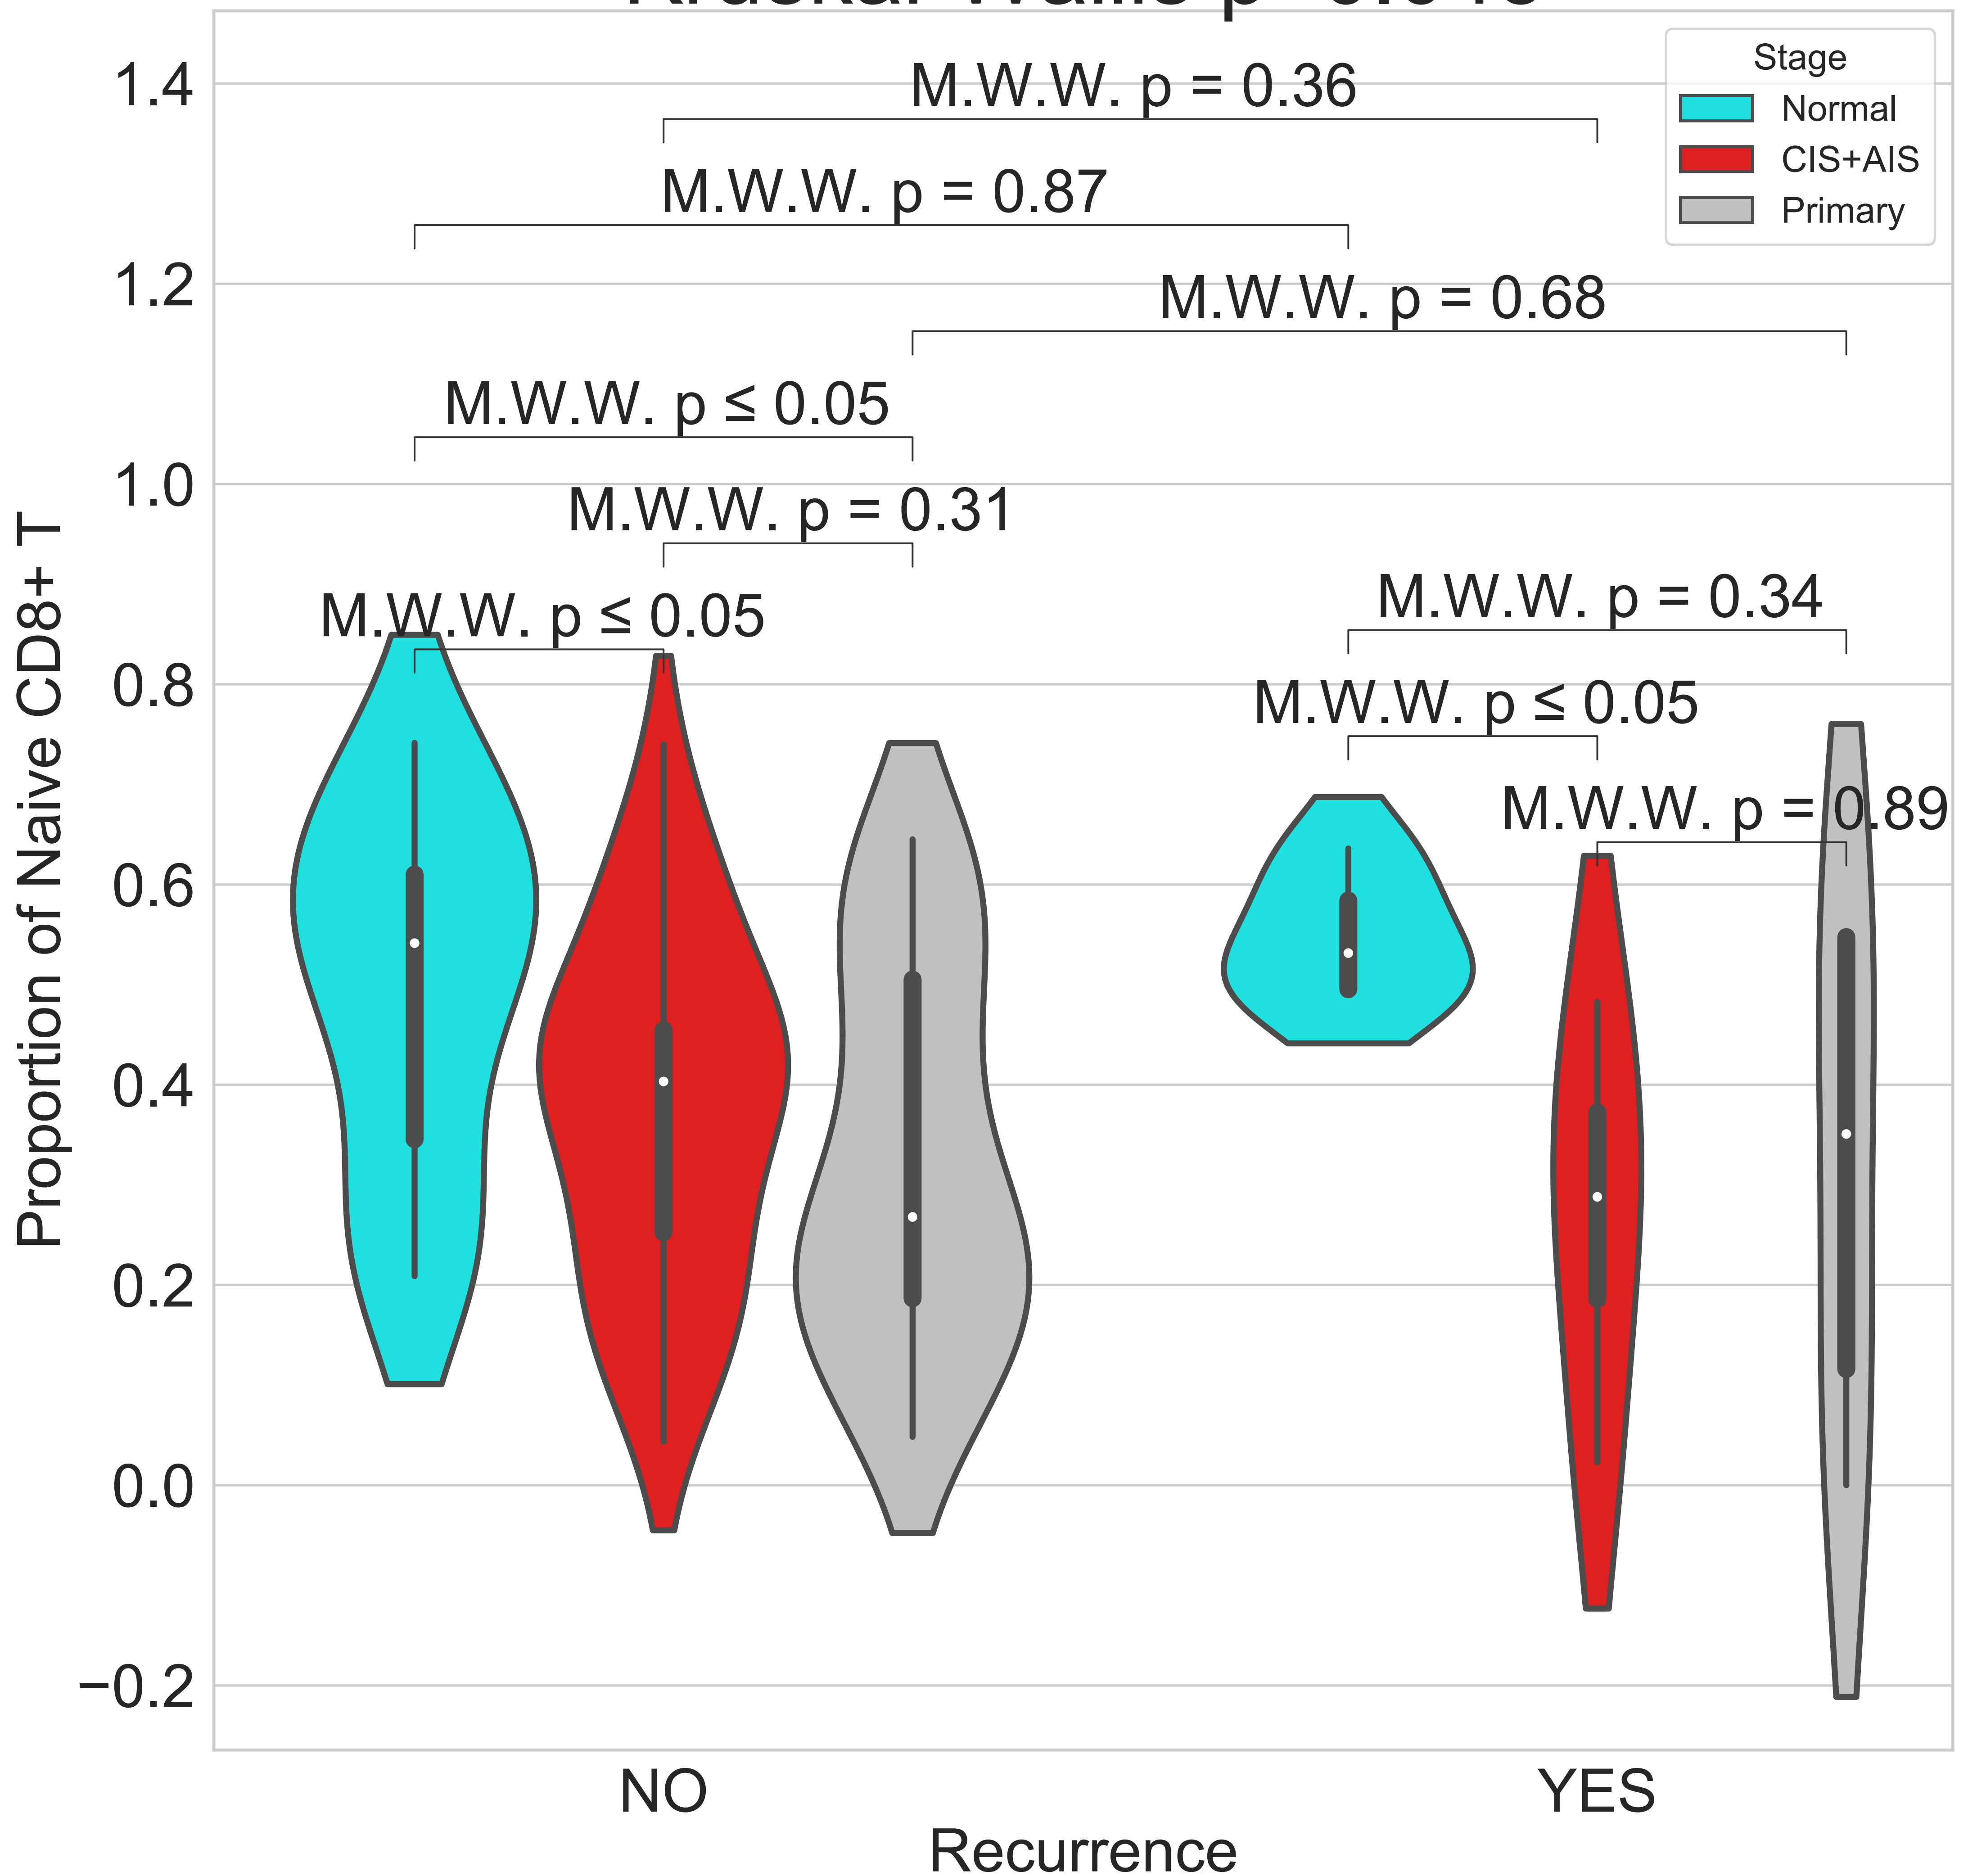 M.W.W. p = 0.36
M.W.W. p = 0.87
M.W.W. p = 0.68
M.W.W. p ≤ 0.05
M.W.W. p = 0.31
M.W.W. p ≤ 0.05
M.W.W. p = 0.34
M.W.W. p ≤ 0.05
M.W.W. p = 0.89
Stage
Normal
CIS+AIS
Primary
Proportion of Naive CD8+ T
1.4
1.2
1.0
0.8
0.6
0.4
0.2
0.0
−0.2
NO
YES
Recurrence